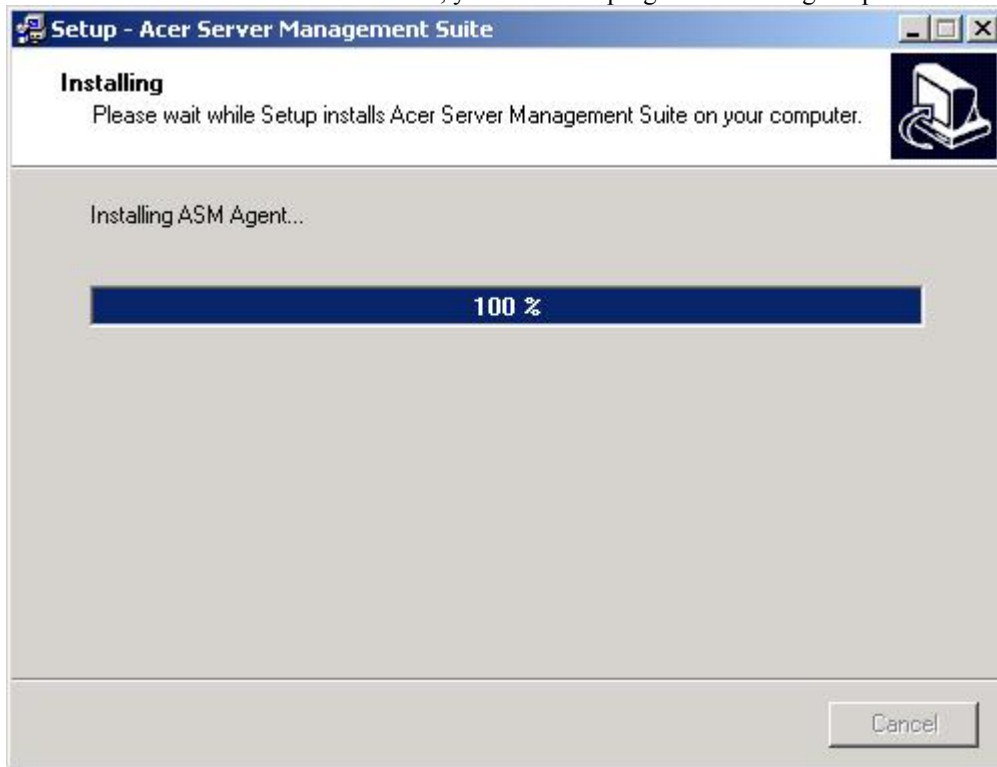 Setup - Acer Server Management Suite
Installing
Please wait while Setup installs Acer Server Management Suite on your computer.
Installing ASM Agent...
100 %
Cancel